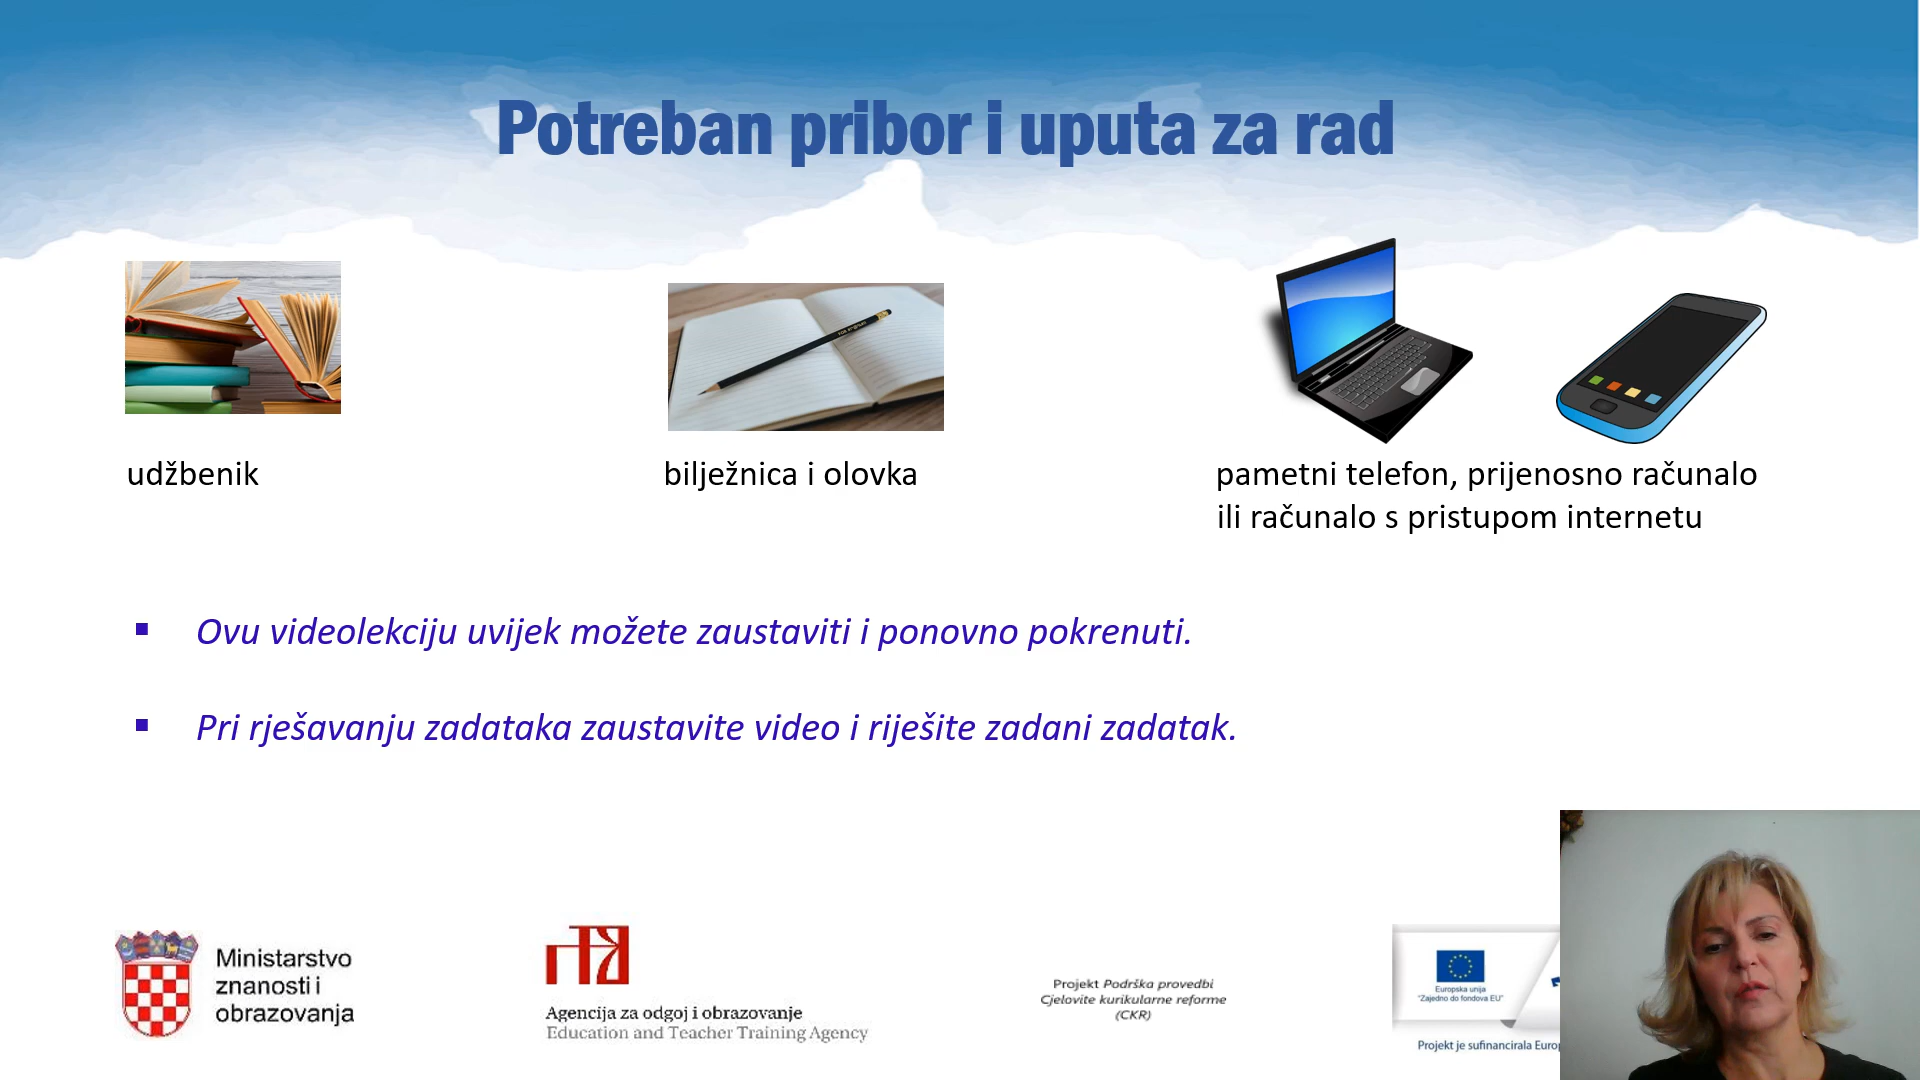 Potreban pribor i uputa za rad
udžbenik
bilježnica i olovka
pametni telefon, prijenosno računalo
ili računalo s pristupom internetu
Ovu videolekciju uvijek možete zaustaviti i ponovno pokrenuti.
Pri rješavanju zadataka zaustavite video i riješite zadani zadatak.
Ministarstvo
znanosti i
obrazovanja
Agencija za odgoj i obrazovanje
Education and Teacher Training Agency
Projekt Podrška provedbi
Cjelovite kurikularne reforme
(CKR)
Europska unija
"Zajedno do fondova EU"
Projekt je sufinancirala